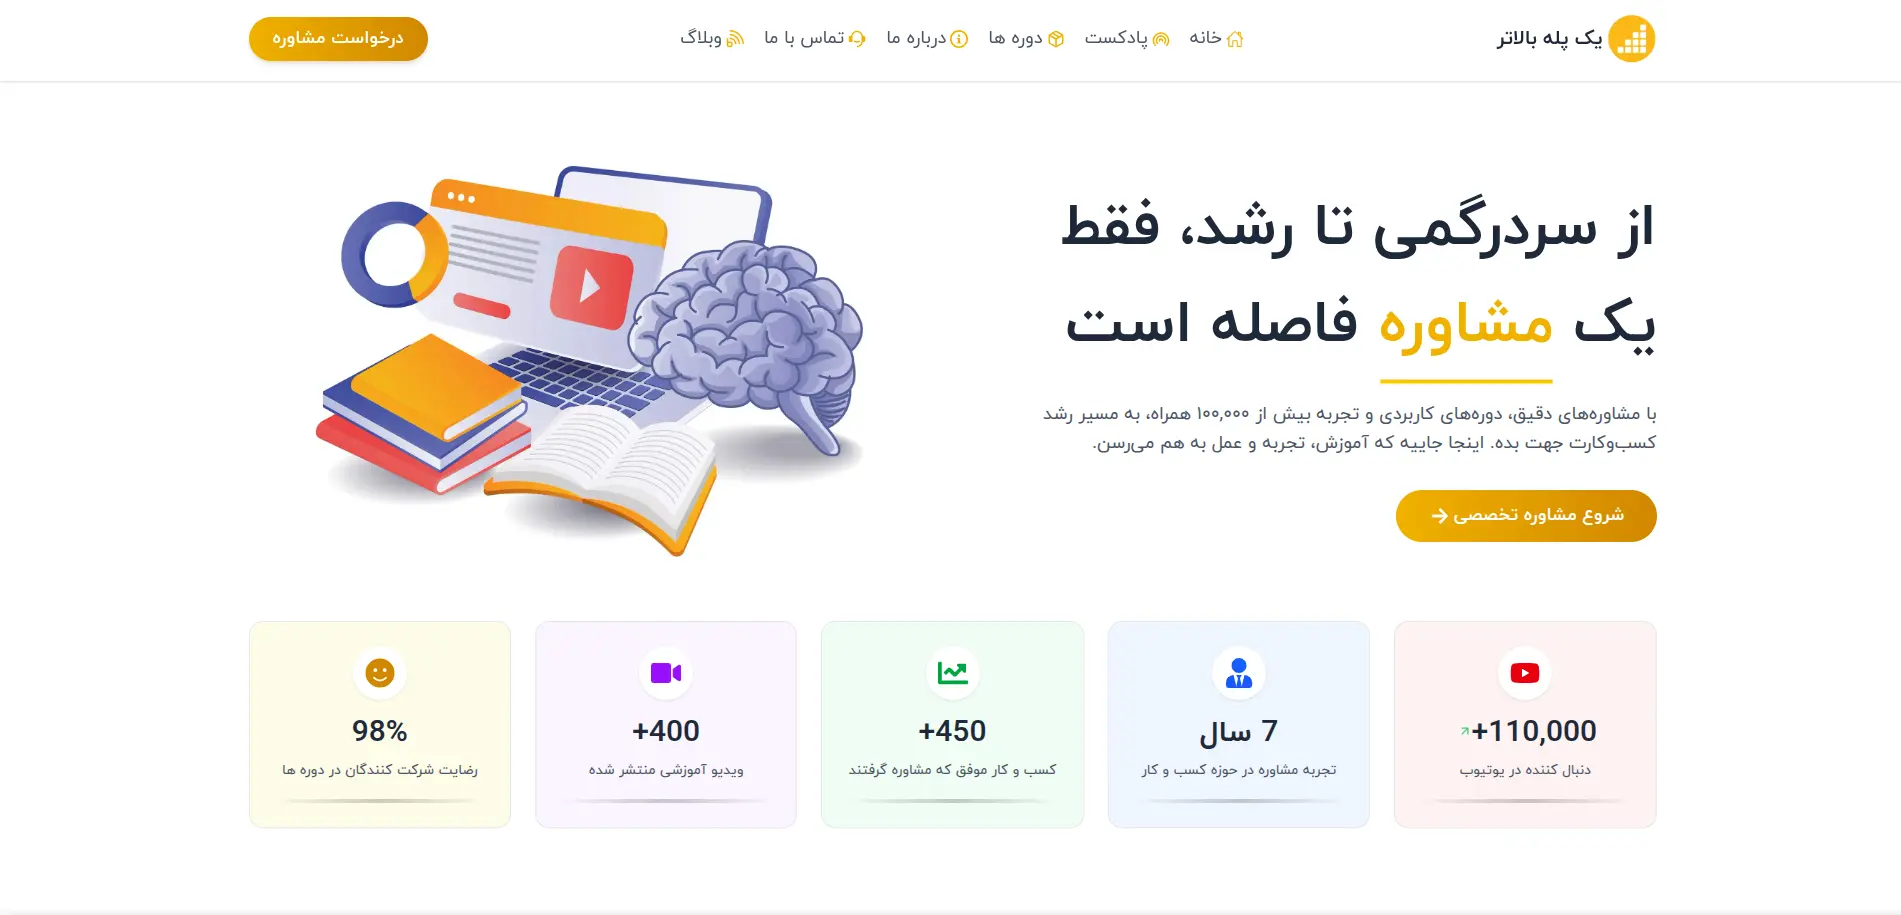 یک پله بالاتر
خانه
پادکست
دوره ها
درباره ما
تماس با ما
وبلاگ
درخواست مشاوره
از سردرگمی تا رشد، فقط
یک مشاوره فاصله است
با مشاوره‌های دقیق، دوره‌های کاربردی و تجربه بیش از ۱۰۰,۰۰۰ همراه، به مسیر رشد
کسب‌وکارت جهت بده. اینجا جاییه که آموزش، تجربه و عمل به هم می‌رسن.
شروع مشاوره تخصصی
110,000+
دنبال کننده در یوتیوب
7 سال
تجربه مشاوره در حوزه کسب و کار
450+
کسب و کار موفق که مشاوره گرفتند
400+
ویدیو آموزشی منتشر شده
98%
رضایت شرکت کنندگان در دوره ها